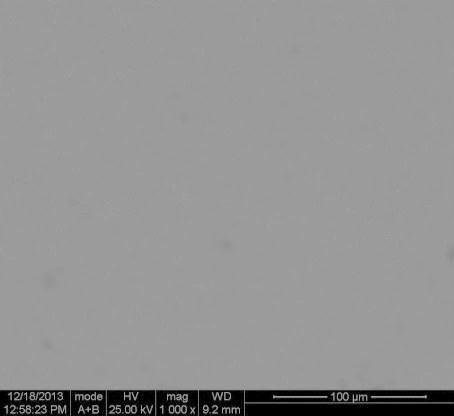 12/18/2013 mode HV mag WD 100 µm
12:58:23 PM A+B 25.00 kV 1 000 x 9.2 mm